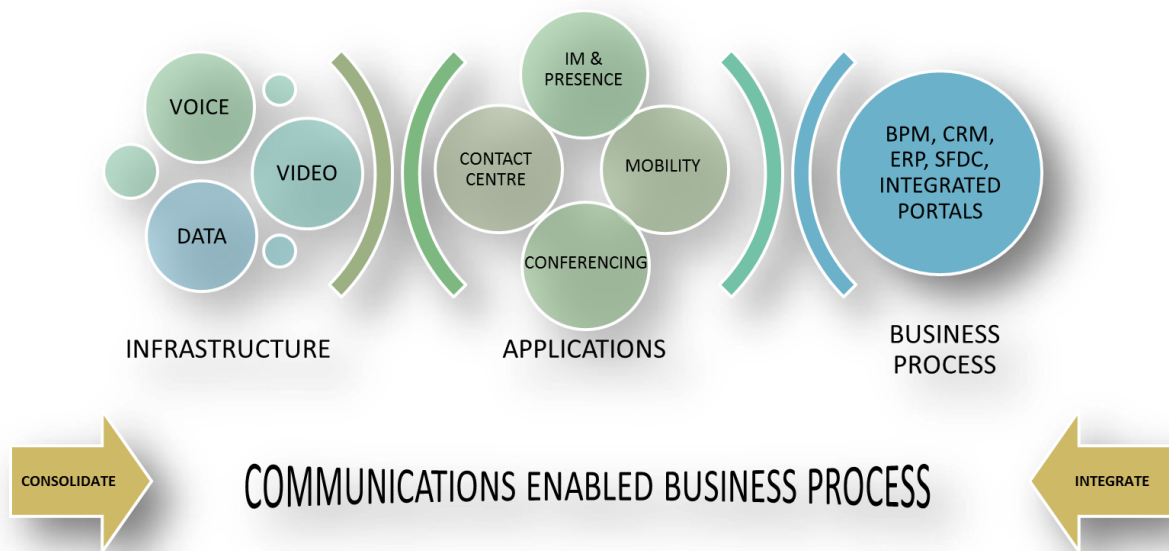 VOICE
VIDEO
DATA
INFRASTRUCTURE
IM &
PRESENCE
CONTACT
CENTRE
MOBILITY
CONFERENCING
APPLICATIONS
BPM, CRM,
ERP, SFDC,
INTEGRATED
PORTALS
BUSINESS
PROCESS
CONSOLIDATE
COMMUNICATIONS ENABLED BUSINESS PROCESS
INTEGRATE